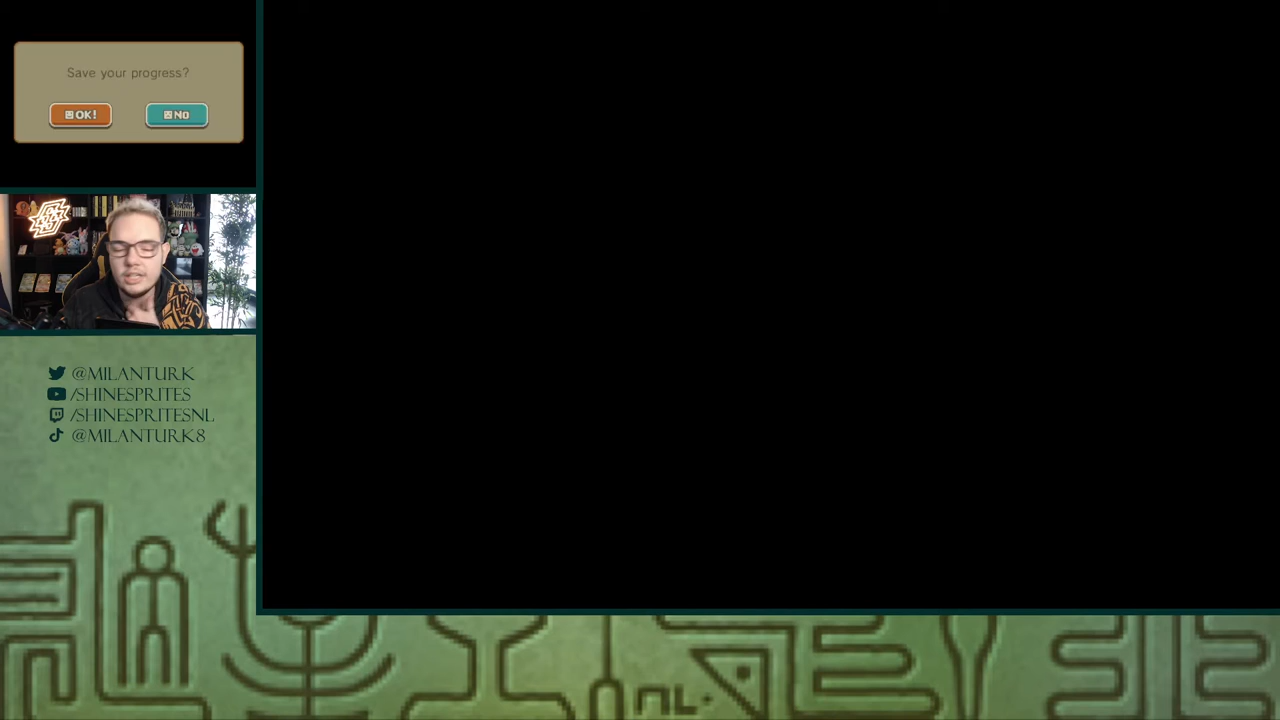 Save your progress?
OK!
NO
@MILANTURK
/SHINESPRITES
/SHINESPRITESNL
@MILANTURK8